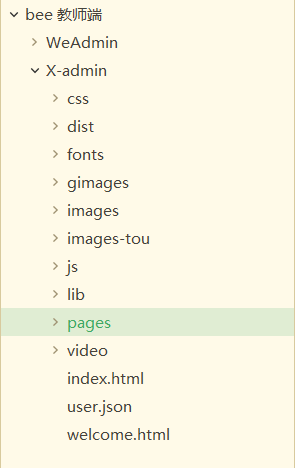 bee 教师端
WeAdmin
X-admin
css
dist
fonts
gimages
images
images-tou
js
lib
pages
video
index.html
user.json
welcome.html